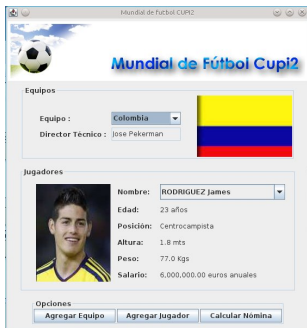 Mundial de Futbol CUPI2
Mundial de Fútbol Cupi2
Equipos
Equipo : Colombia
Director Técnico : Jose Pekerman
Jugadores
Nombre: RODRIGUEZ James
Edad: 23 años
Posición: Centrocampista
Altura: 1.8 mts
Peso: 77.0 Kgs
Salario: 6,000,000.00 euros anuales
Opciones
Agregar Equipo Agregar Jugador Calcular Nómina